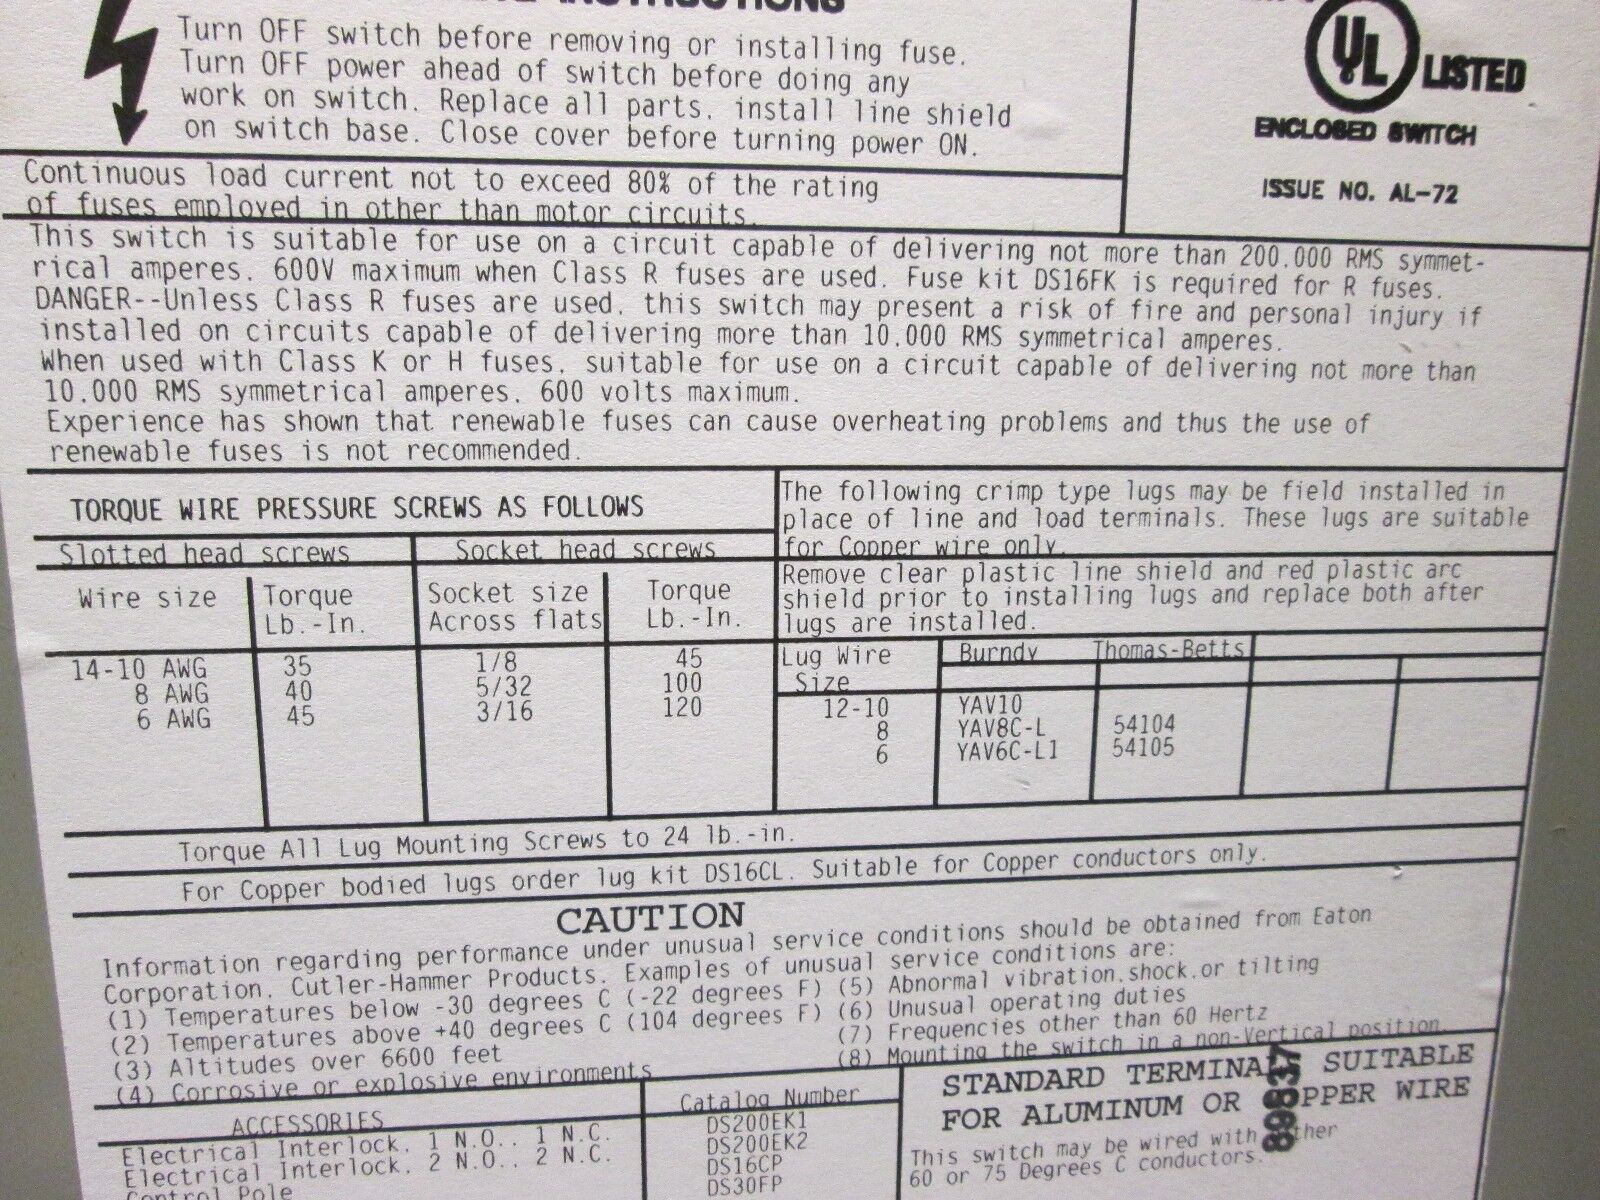 INSTRUCTIONS
Turn OFF switch before removing or installing fuse.
Turn OFF power ahead of switch before doing any
work on switch. Replace all parts, install line shield
on switch base. Close cover before turning power ON.
UL LISTED
ENCLOSED SWITCH
ISSUE NO. AL-72
Continuous load current not to exceed 80% of the rating
of fuses employed in other than motor circuits.
This switch is suitable for use on a circuit capable of delivering not more than 200,000 RMS symmet-
rical amperes, 600V maximum when Class R fuses are used. Fuse kit DS16FK is required for R fuses.
DANGER--Unless Class R fuses are used, this switch may present a risk of fire and personal injury if
installed on circuits capable of delivering more than 10,000 RMS symmetrical amperes.
When used with Class K or H fuses, suitable for use on a circuit capable of delivering not more than
10,000 RMS symmetrical amperes, 600 volts maximum.
Experience has shown that renewable fuses can cause overheating problems and thus the use of
renewable fuses is not recommended.
TORQUE WIRE PRESSURE SCREWS AS FOLLOWS
Slotted head screws Socket head screws
Wire size Torque Lb.-In. Socket size Across flats Torque Lb.-In.
14-10 AWG 35 1/8 45
8 AWG 40 5/32 100
6 AWG 45 3/16 120
The following crimp type lugs may be field installed in
place of line and load terminals. These lugs are suitable
for Copper wire only.
Remove clear plastic line shield and red plastic arc
shield prior to installing lugs and replace both after
lugs are installed.
Lug Wire Size Burndy Thomas-Betts
12-10 YAV10
8 YAV8C-L 54104
6 YAV6C-L1 54105
Torque All Lug Mounting Screws to 24 lb.-in.
For Copper bodied lugs order lug kit DS16CL. Suitable for Copper conductors only.
CAUTION
Information regarding performance under unusual service conditions should be obtained from Eaton
Corporation, Cutler-Hammer Products. Examples of unusual service conditions are:
(1) Temperatures below -30 degrees C (-22 degrees F) (5) Abnormal vibration,shock,or tilting
(2) Temperatures above +40 degrees C (104 degrees F) (6) Unusual operating duties
(3) Altitudes over 6600 feet (7) Frequencies other than 60 Hertz
(4) Corrosive or explosive environments (8) Mounting the switch in a non-Vertical position.
ACCESSORIES Catalog Number
Electrical Interlock, 1 N.O., 1 N.C. DS200EK1
Electrical Interlock, 2 N.O., 2 N.C. DS200EK2
Control Pole DS16CP
DS30FP
STANDARD TERMINALS SUITABLE
FOR ALUMINUM OR COPPER WIRE
This switch may be wired with either
60 or 75 Degrees C conductors.